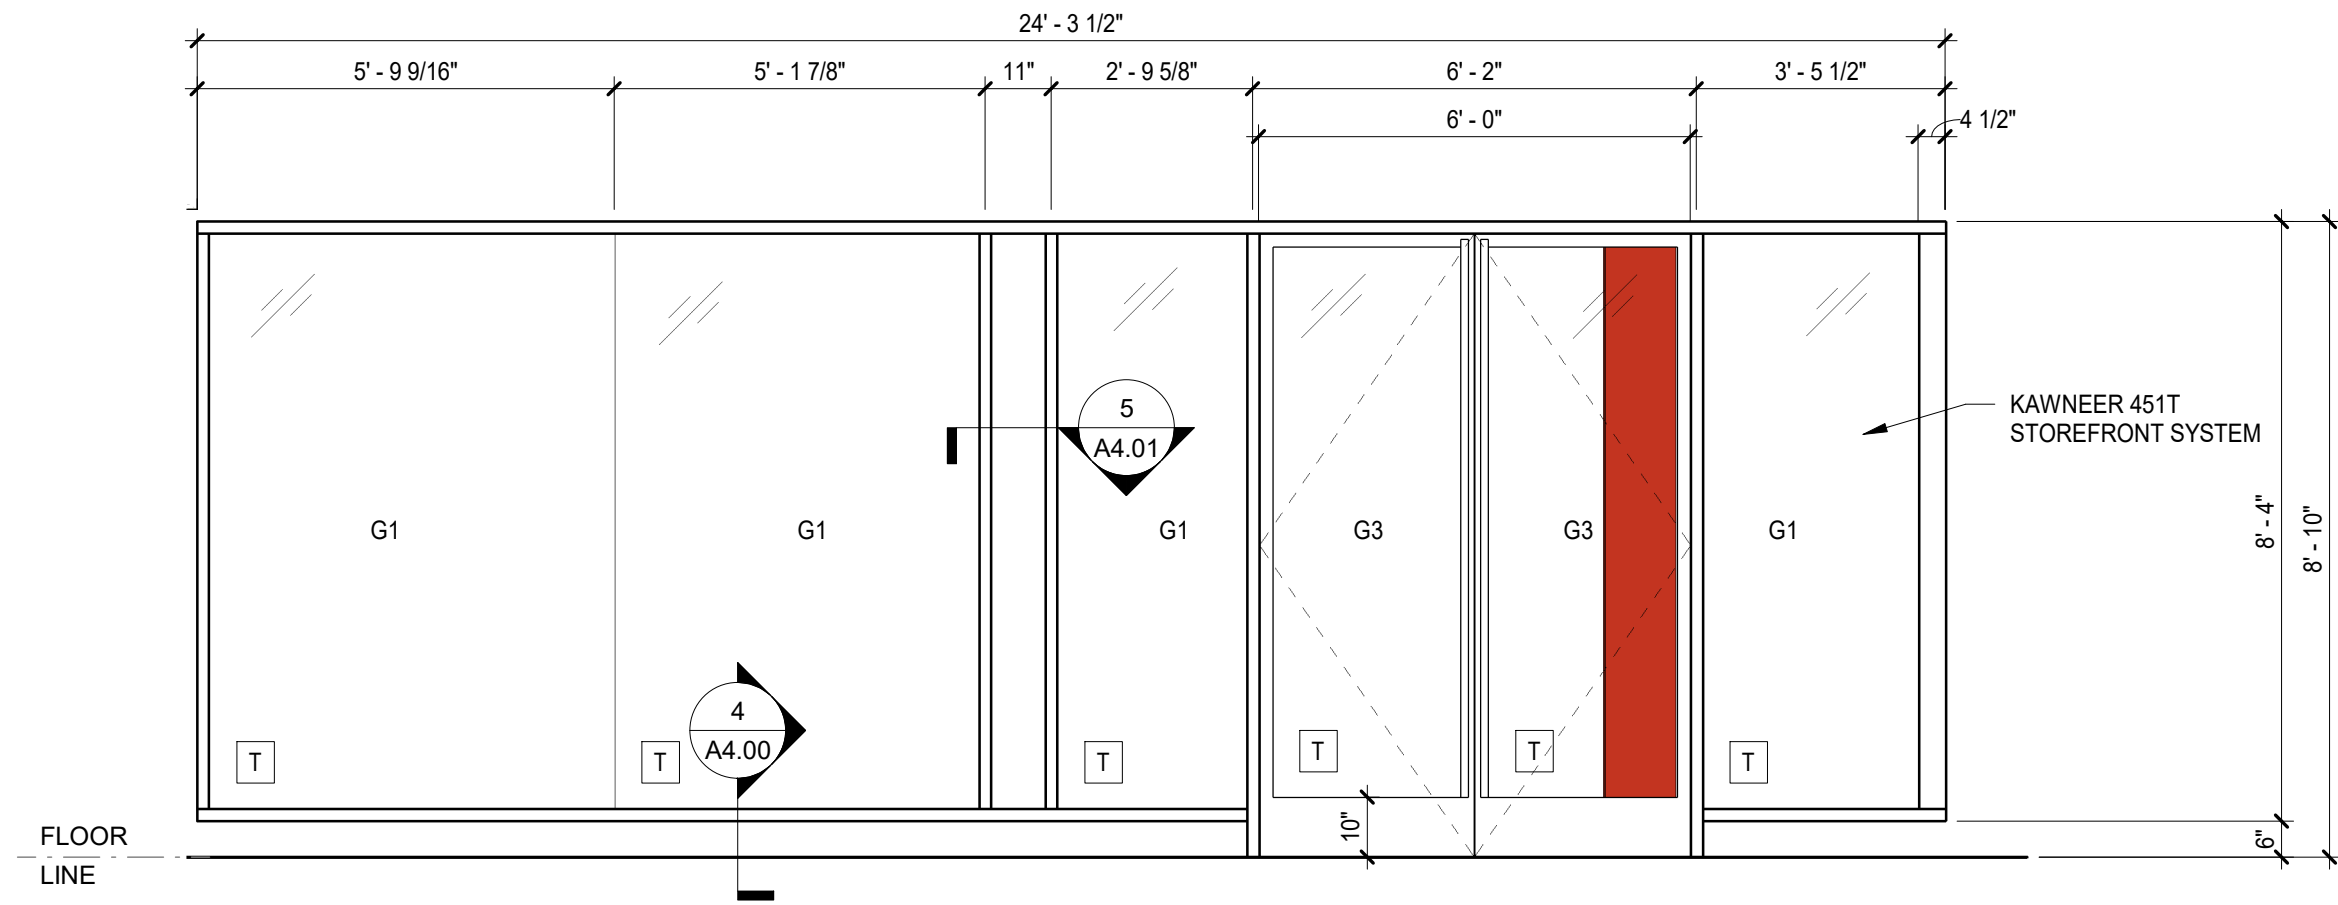 24' - 3 1/2"
5' - 9 9/16"
5' - 1 7/8"
11"
2' - 9 5/8"
6' - 2"
3' - 5 1/2"
6' - 0"
4 1/2"
5
A4.01
KAWNEER 451T
STOREFRONT SYSTEM
G1
G1
G1
G3
G3
G1
8' - 4"
8' - 10"
4
A4.00
T
T
T
T
T
T
10"
6"
FLOOR
LINE